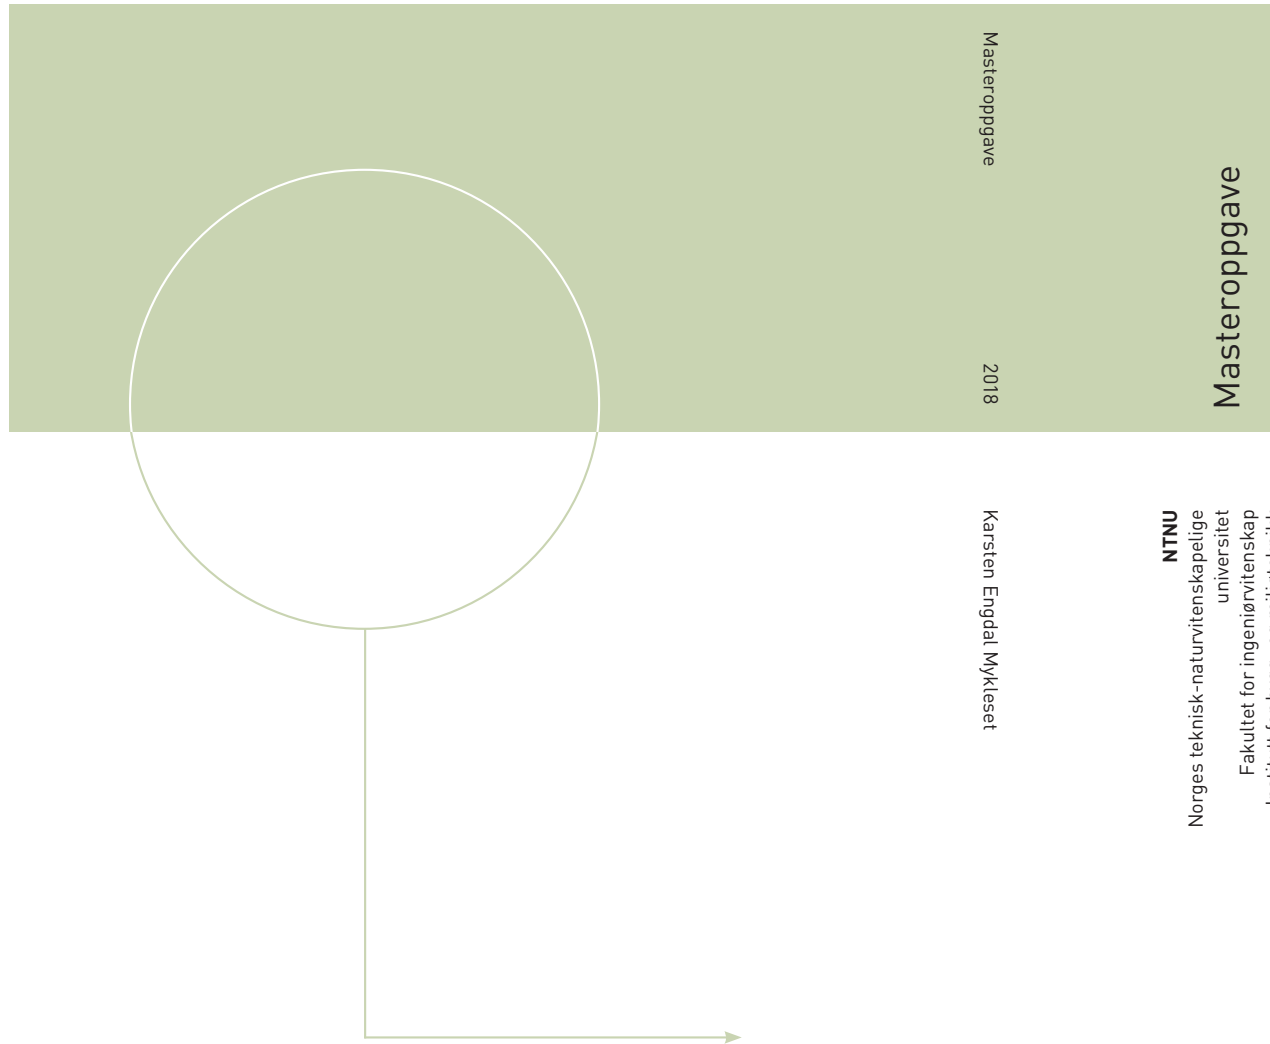 Masteroppgave
2018
Karsten Engdal Mykleset
Masteroppgave
NTNU
Norges teknisk-naturvitenskapelige
universitet
Fakultet for ingeniørvitenskap